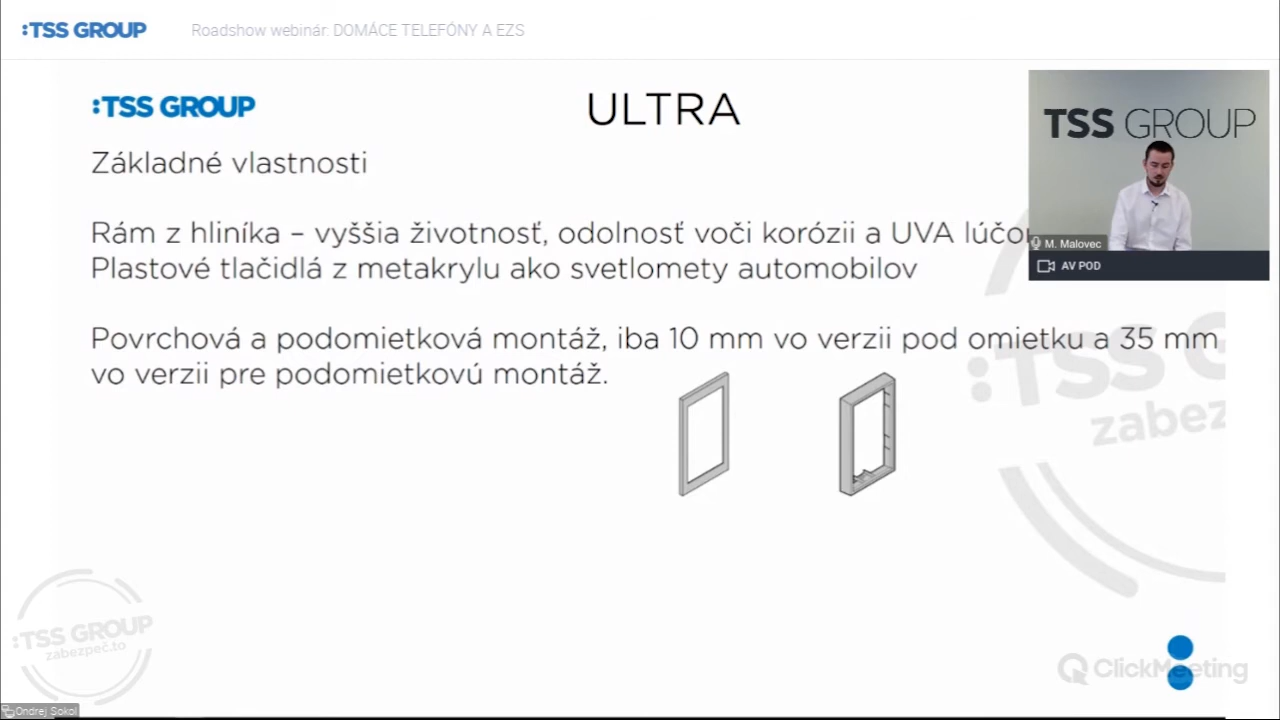 :TSS GROUP
Roadshow webinár: DOMÁCE TELEFÓNY A EZS
:TSS GROUP
ULTRA
TSS GROUP
Základné vlastnosti
Rám z hliníka – vyššia životnosť, odolnosť voči korózii a UVA
M. Malovec
Plastové tlačidlá z metakrylu ako svetlomety automobilov
AV POD
Povrchová a podomietková montáž, iba 10 mm vo verzii pod omietku a 35 mm
vo verzii pre podomietkovú montáž.
:TSS
zabez
:TSS GROUP
zabezpeč.to
ClickMeeting
Ondrej Sokol